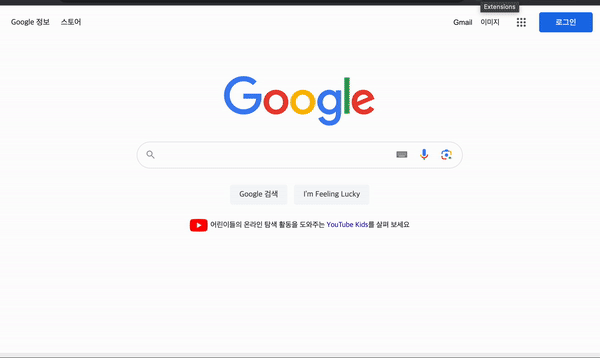 Extensions
Google 정보 스토어 Gmail 이미지 로그인
Google
Google 검색 I'm Feeling Lucky
어린이들의 온라인 탐색 활동을 도와주는 YouTube Kids를 살펴 보세요